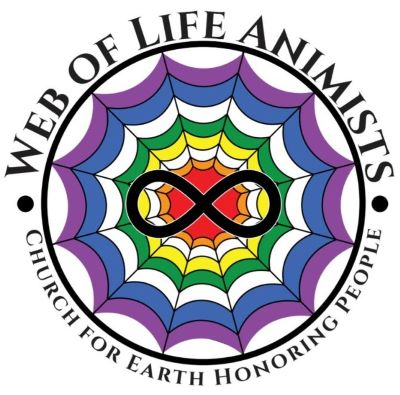 Web of Life Animists
Church for Earth Honoring People